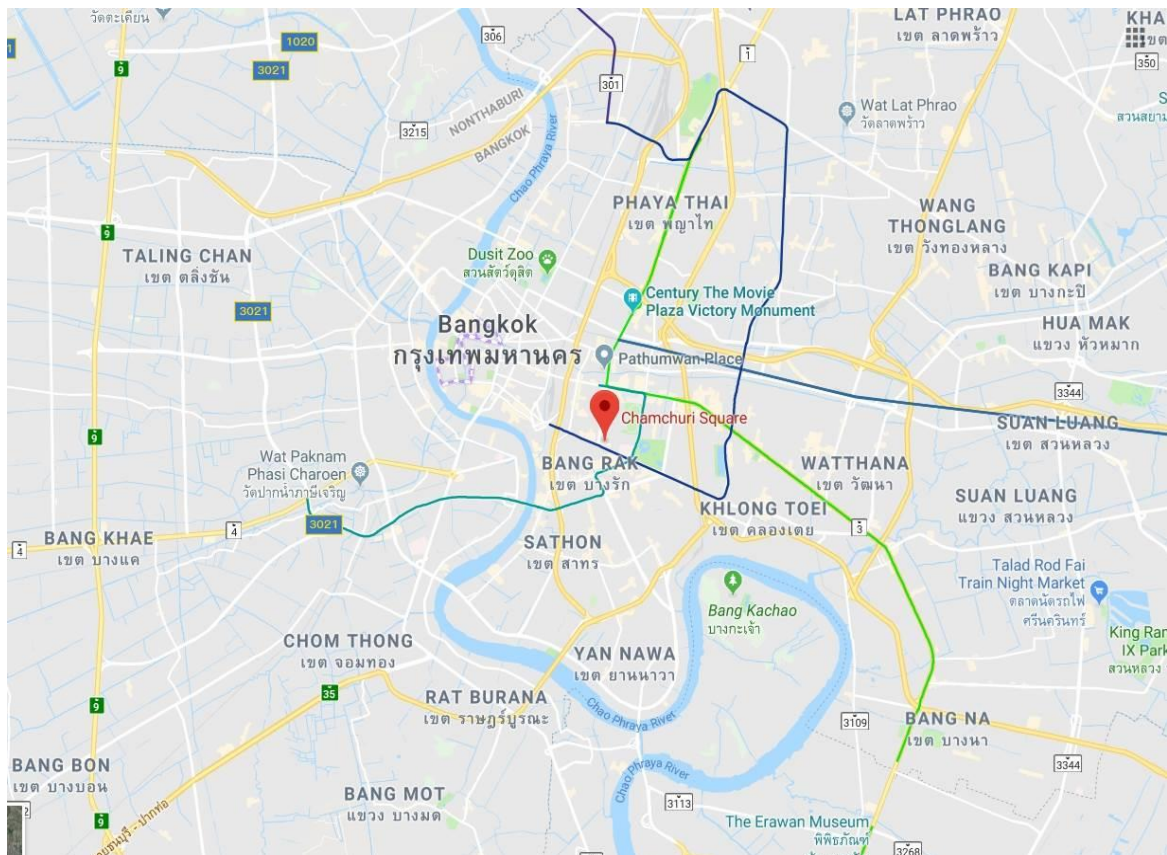 วัดตะเคียน
306
LAT PHRAO
เขต ลาดพร้าว
1020
3021
9
1
301
350
NONTHABURI
BANGKOK
3215
Chao Phraya River
Wat Lat Phrao
วัดลาดพร้าว
PHAYA THAI
เขต พญาไท
WANG
THONGLANG
เขต วังทองหลาง
9
TALING CHAN
เขต ตลิ่งชัน
Dusit Zoo
สวนสัตว์ดุสิต
BANG KAPI
เขต บางกะปิ
Century The Movie
Plaza Victory Monument
3021
HUA MAK
แขวง หัวหมาก
Bangkok
กรุงเทพมหานคร
Pathumwan Place
3344
Chamchuri Square
SUAN LUANG
เขต สวนหลวง
9
Wat Paknam
Phasi Charoen
วัดปากน้ำภาษีเจริญ
BANG RAK
เขต บางรัก
WATTHANA
เขต วัฒนา
SUAN LUANG
แขวง สวนหลวง
KHLONG TOEI
เขต คลองเตย
3021
4
4
3
BANG KHAE
เขต บางแค
SATHON
เขต สาทร
Talad Rod Fai
Train Night Market
ตลาดนัดรถไฟ
ศรีนครินทร์
Bang Kachao
บางกะเจ้า
CHOM THONG
เขต จอมทอง
YAN NAWA
เขต ยานนาวา
IX Park
สวนหลวง
35
9
RAT BURANA
เขต ราษฎร์บูรณะ
Chao Phraya River
3109
BANG NA
เขต บางนา
3344
BANG BON
เขต บางบอน
BANG MOT
แขวง บางมด
Chao Phraya River
3113
9
The Erawan Museum
พิพิธภัณฑ์
3268